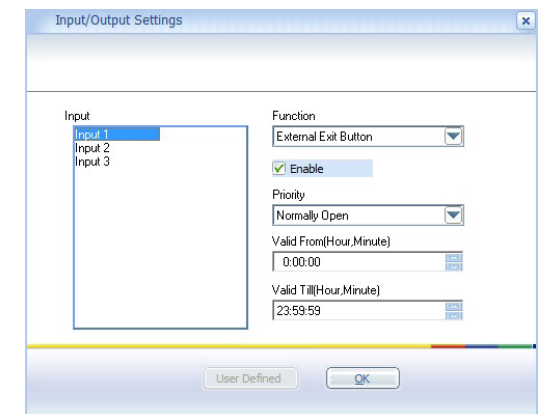 Input/Output Settings
Input
Input 1
Input 2
Input 3
Function
External Exit Button
Enable
Priority
Normally Open
Valid From(Hour,Minute)
0:00:00
Valid Till(Hour,Minute)
23:59:59
User Defined
OK